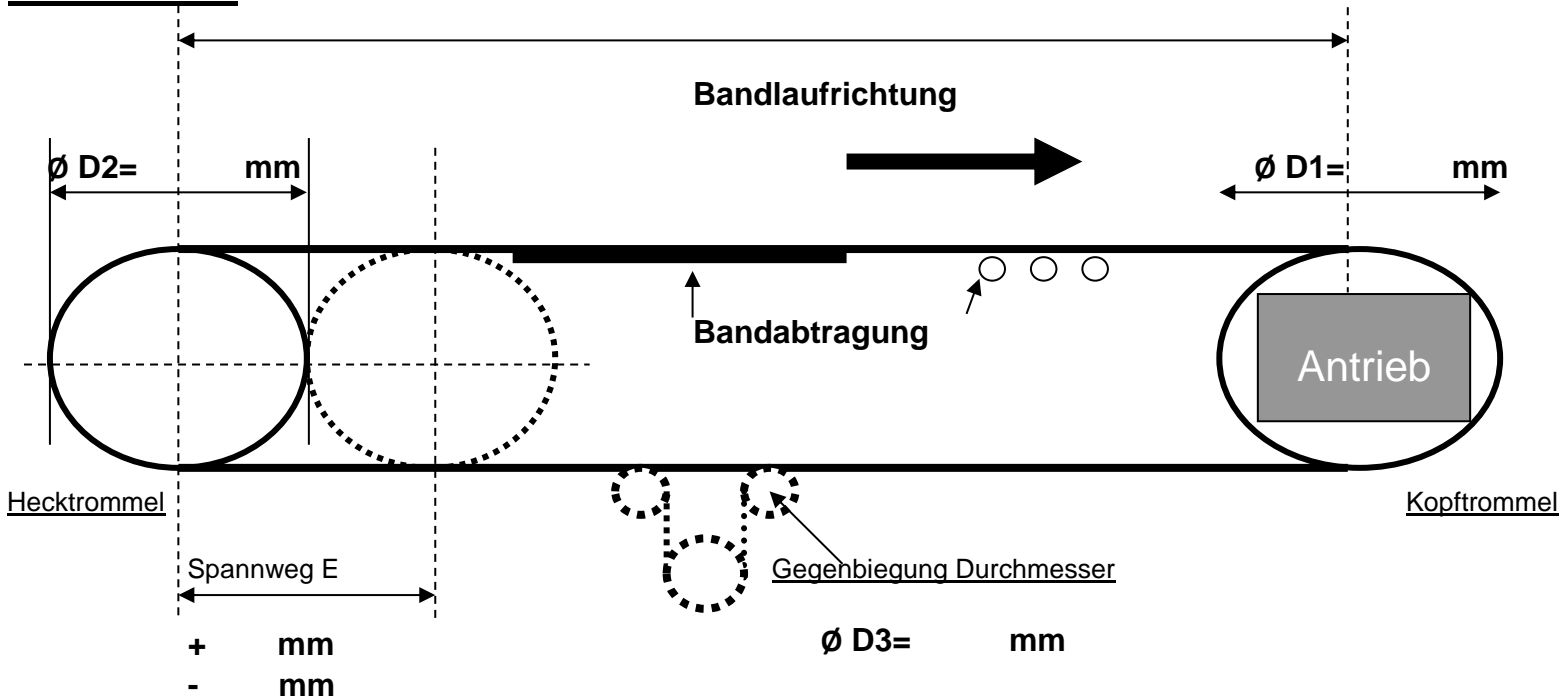 Bandlaufrichtung
Ø D2= mm
Ø D1= mm
Bandabtragung
Antrieb
Hecktrommel
Kopftrommel
Spannweg E
Gegenbiegung Durchmesser
+ mm
Ø D3= mm
- mm